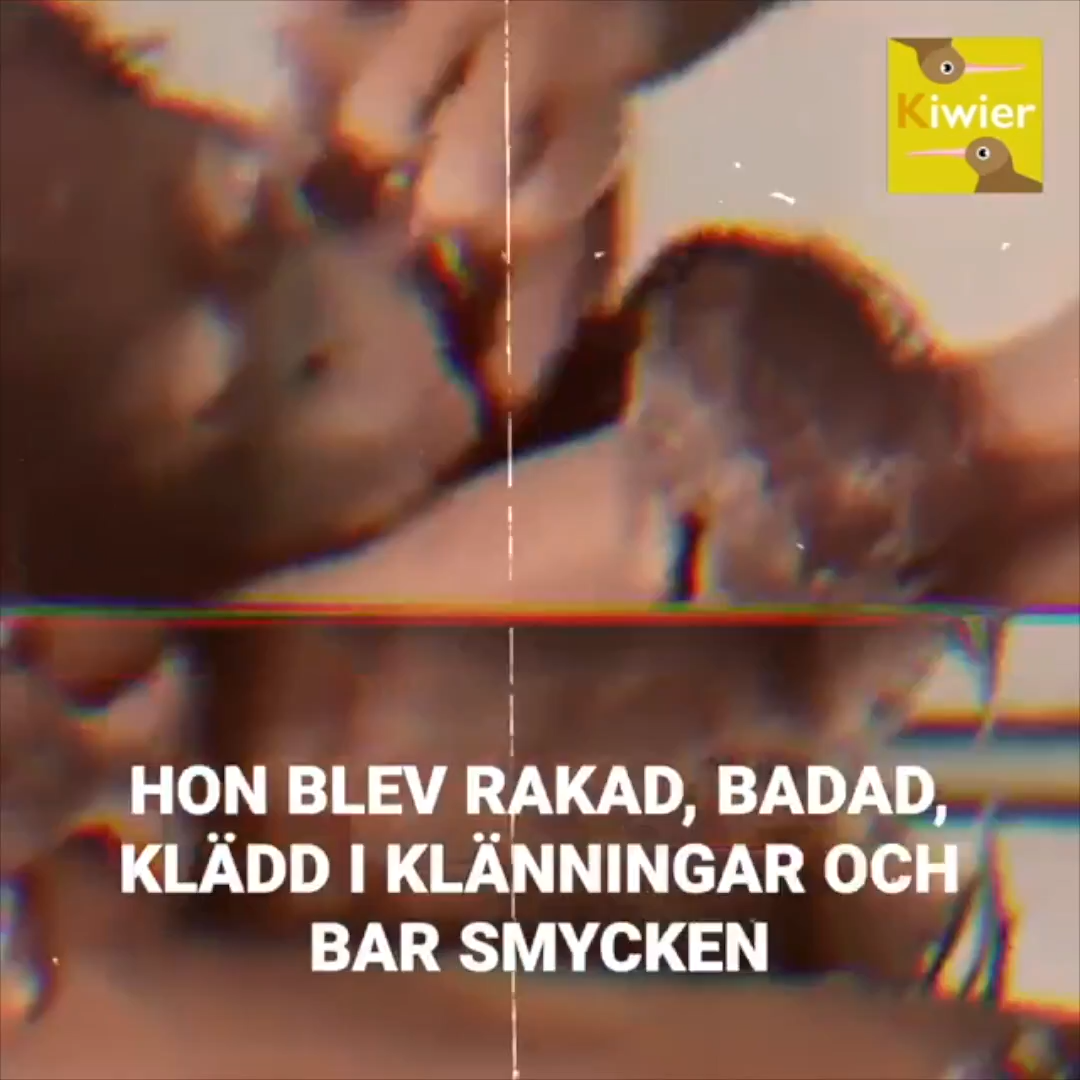 Kiwier
HON BLEV RAKAD, BADAD,
KLÄDD I KLÄNNINGAR OCH
BAR SMYCKEN